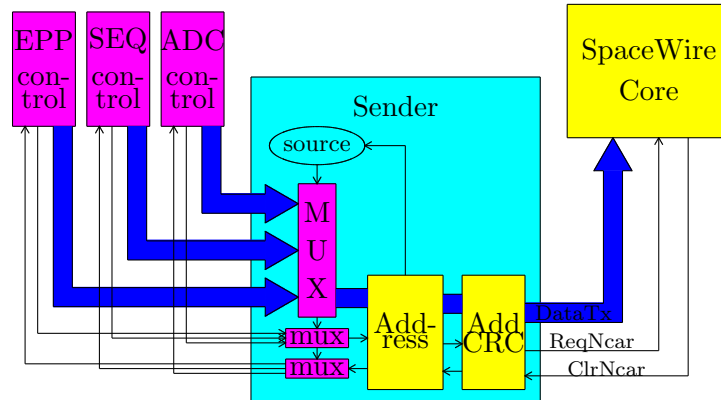 EPP
con-
trol
SEQ
con-
trol
ADC
con-
trol
SpaceWire
Core
Sender
source
M
U
X
mux
mux
Add-
ress
Add
CRC
DataTx
ReqNcar
ClrNcar